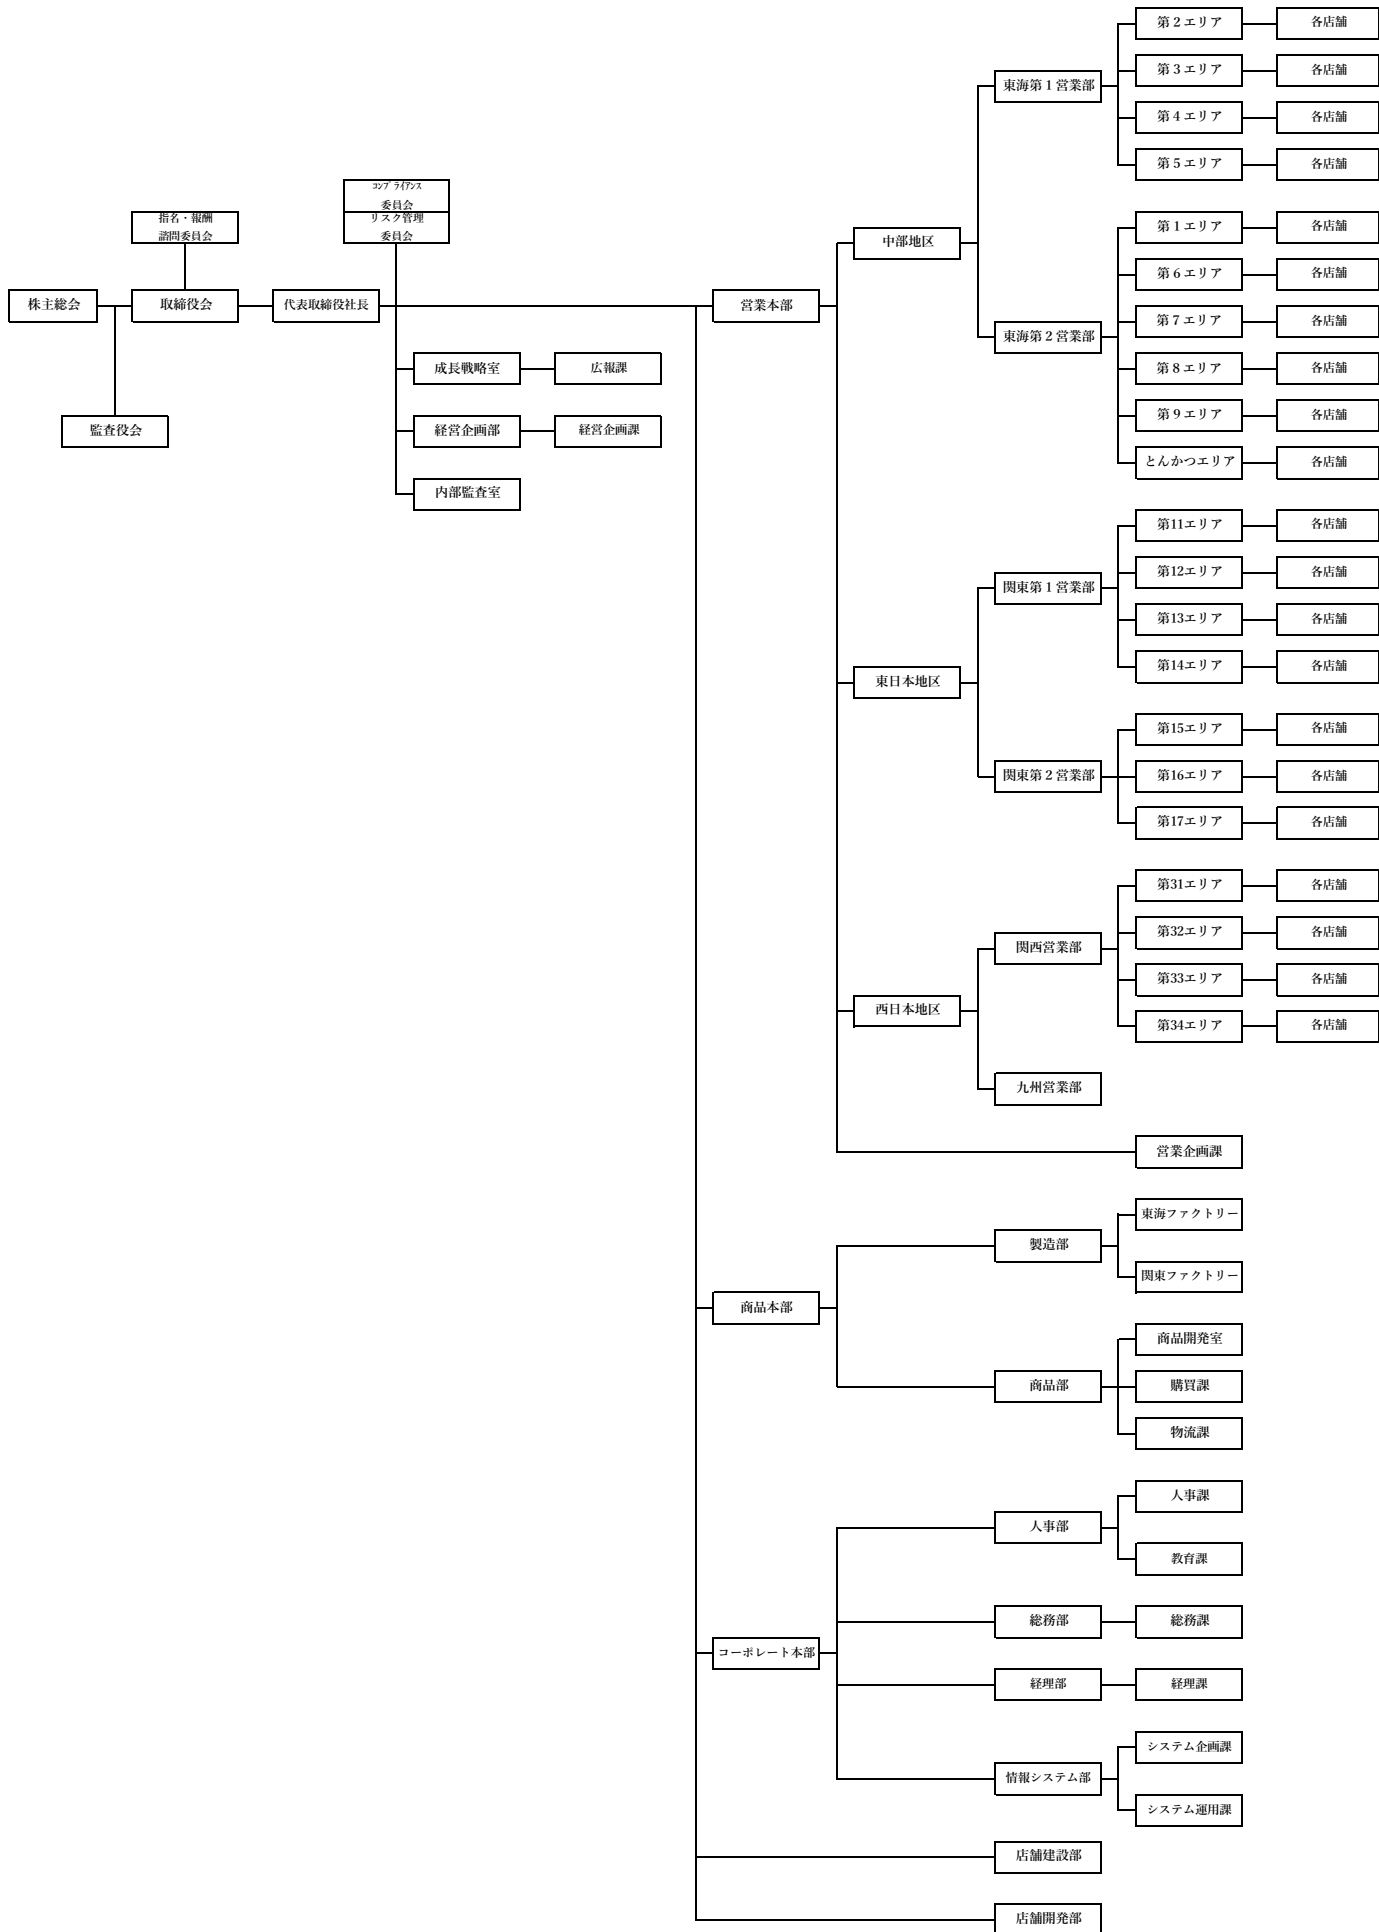 第２エリア
各店舗
第３エリア
各店舗
東海第１営業部
第４エリア
各店舗
第５エリア
各店舗
ｺﾝﾌﾟﾗｲｱﾝｽ
委員会
リスク管理
委員会
指名・報酬
諮問委員会
第１エリア
各店舗
中部地区
第６エリア
各店舗
株主総会
取締役会
代表取締役社長
営業本部
第７エリア
各店舗
東海第２営業部
成長戦略室
広報課
第８エリア
各店舗
第９エリア
各店舗
監査役会
経営企画部
経営企画課
とんかつエリア
各店舗
内部監査室
第11エリア
各店舗
第12エリア
各店舗
関東第１営業部
第13エリア
各店舗
第14エリア
各店舗
東日本地区
第15エリア
各店舗
関東第２営業部
第16エリア
各店舗
第17エリア
各店舗
第31エリア
各店舗
第32エリア
各店舗
関西営業部
第33エリア
各店舗
西日本地区
第34エリア
各店舗
九州営業部
営業企画課
東海ファクトリー
製造部
関東ファクトリー
商品本部
商品開発室
商品部
購買課
物流課
人事課
人事部
教育課
総務部
総務課
コーポレート本部
経理部
経理課
システム企画課
情報システム部
システム運用課
店舗建設部
店舗開発部